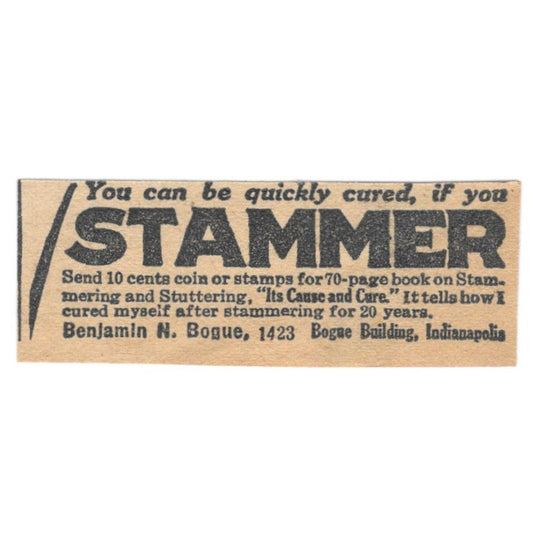 You can be quickly cured, if you
STAMMER
Send 10 cents coin or stamps for 70-page book on Stam-
mering and Stuttering, "Its Cause and Cure." It tells how I
cured myself after stammering for 20 years.
Benjamin N. Bogue, 1423 Bogue Building, Indianapolis